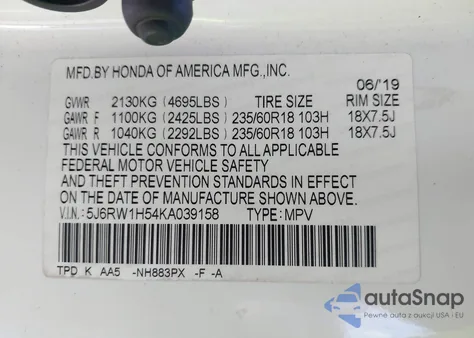 MFD.BY HONDA OF AMERICA MFG.,INC.
06/'19
GVWR 2130KG (4695LBS) TIRE SIZE RIM SIZE
GAWR F 1100KG (2425LBS) 235/60R18 103H 18X7.5J
GAWR R 1040KG (2292LBS) 235/60R18 103H 18X7.5J
THIS VEHICLE CONFORMS TO ALL APPLICABLE
FEDERAL MOTOR VEHICLE SAFETY
AND THEFT PREVENTION STANDARDS IN EFFECT
ON THE DATE OF MANUFACTURE SHOWN ABOVE.
V.I.N.: 5J6RW1H54KA039158 TYPE: MPV
TPD K AA5 -NH883PX -F -A
autoSnap
Pewne auta z aukcji USA i EU